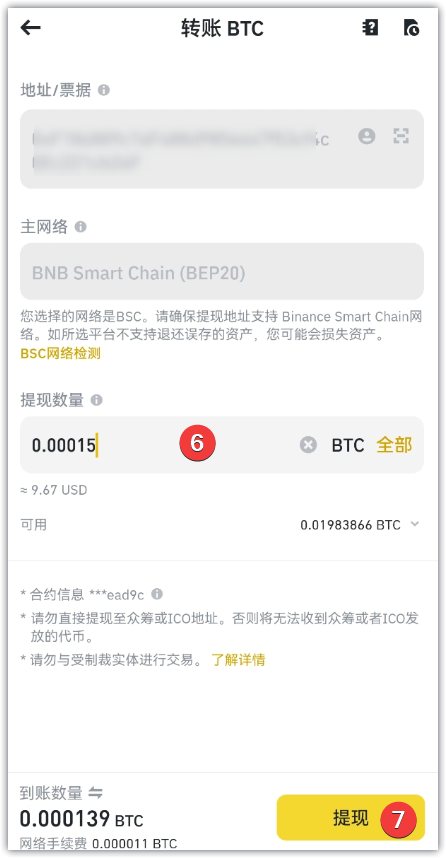 转账 BTC
地址/票据
主网络
BNB Smart Chain (BEP20)
您选择的网络是BSC。请确保提现地址支持 Binance Smart Chain网
络。如所选平台不支持退还误存的资产，您可能会损失资产。
BSC网络检测
提现数量
0.00015 6 BTC 全部
≈ 9.67 USD
可用 0.01983866 BTC
* 合约信息 ***ead9c
* 请勿直接提现至众筹或ICO地址。否则将无法收到众筹或者ICO发
放的代币。
* 请勿与受制裁实体进行交易。 了解详情
到账数量
0.000139 BTC
提现 7
网络手续费 0.000011 BTC